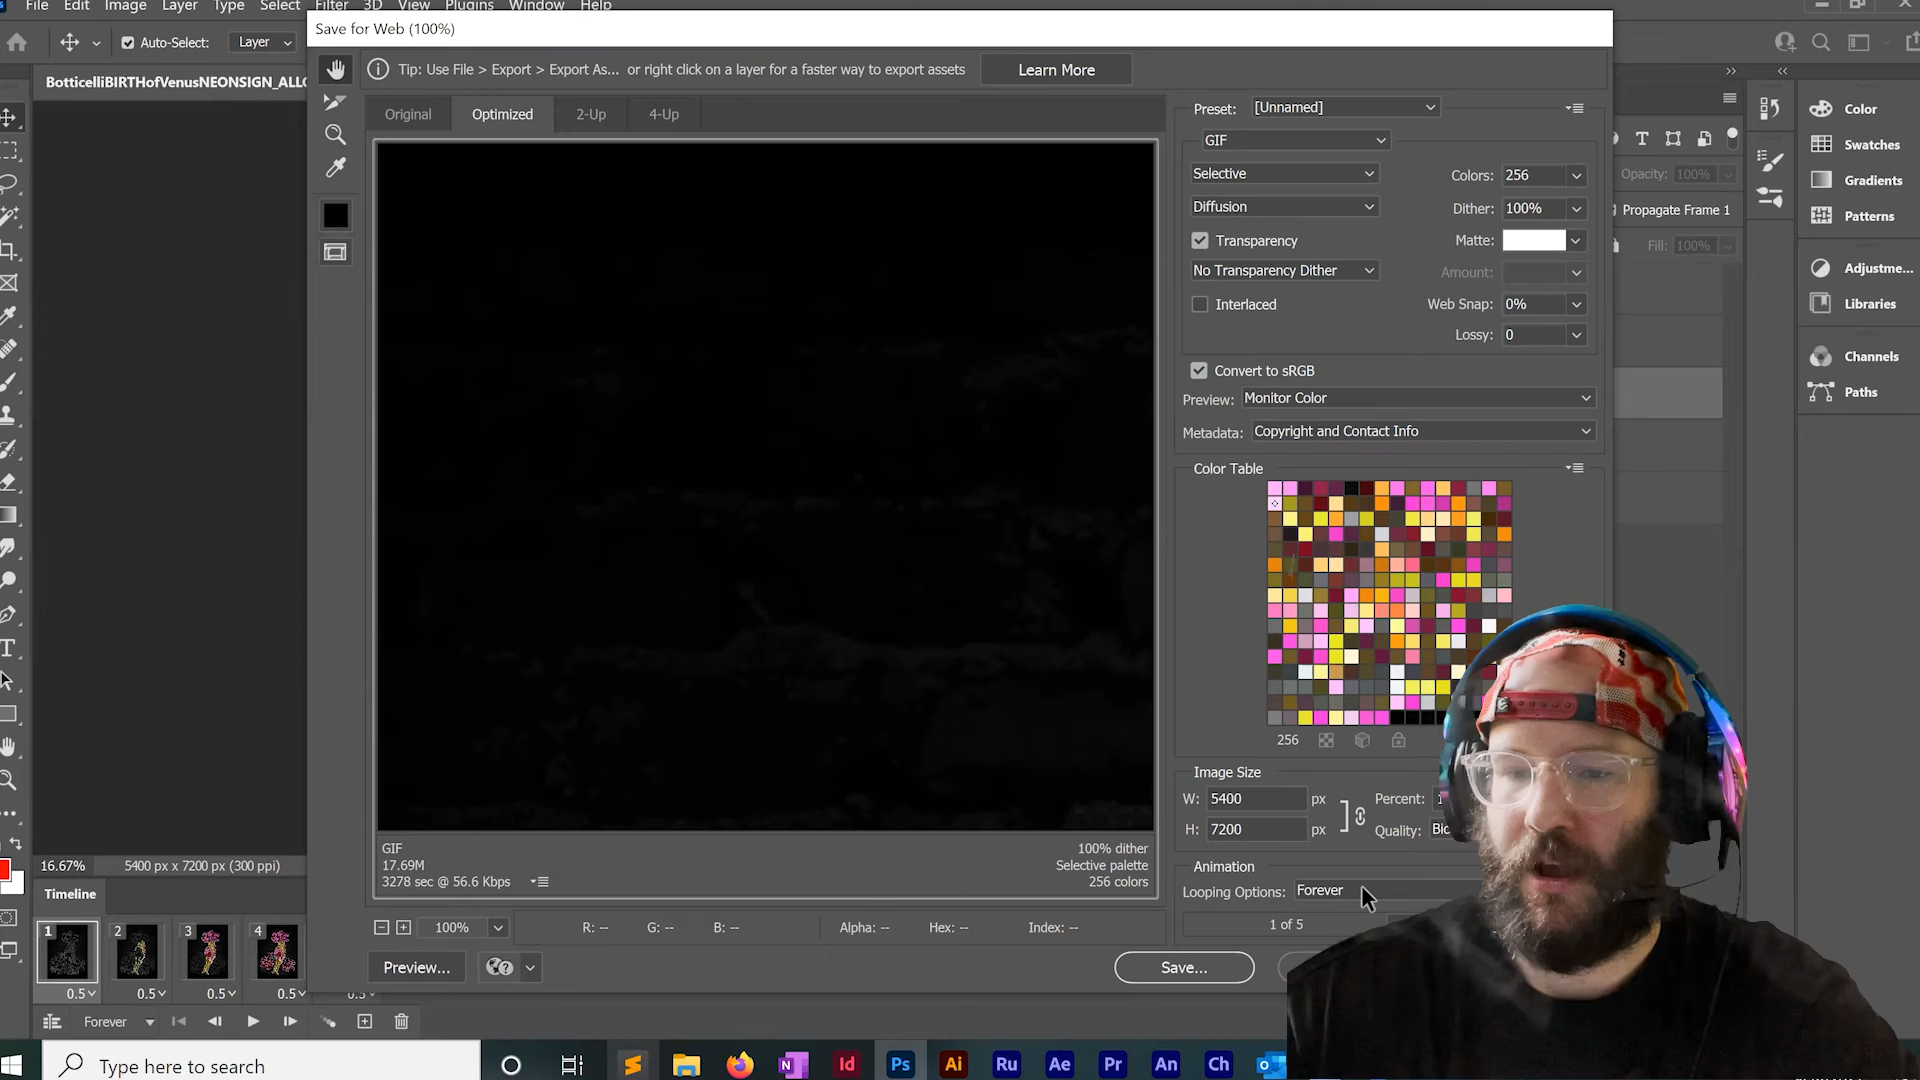 File Edit Image Layer Type Select Filter 3D View Plugins Window Help
Save for Web (100%)
Auto-Select: Layer
Tip: Use File > Export > Export As... or right click on a layer for a faster way to export assets
Learn More
BotticelliBIRTHofVenusNEONSIGN_ALLO
Original Optimized 2-Up 4-Up
Preset: [Unnamed]
GIF
Selective Colors: 256
Diffusion Dither: 100%
Transparency Matte:
No Transparency Dither Amount:
Interlaced Web Snap: 0%
Lossy: 0
Convert to sRGB
Preview: Monitor Color
Metadata: Copyright and Contact Info
Color Table
256
Image Size
W: 5400 px Percent:
H: 7200 px Quality: Bic
Animation
Looping Options: Forever
1 of 5
GIF
17.69M
3278 sec @ 56.6 Kbps
100% dither
Selective palette
256 colors
100% R: -- G: -- B: -- Alpha: -- Hex: -- Index: --
Preview... Save...
Opacity: 100%
Propagate Frame 1
Fill: 100%
Color
Swatches
Gradients
Patterns
Adjustme...
Libraries
Channels
Paths
16.67% 5400 px x 7200 px (300 ppi)
Timeline
1 2 3 4
0.5 0.5 0.5 0.5 0.5
Forever
Type here to search
N Id Ps Ai Ru Ae Pr An Ch